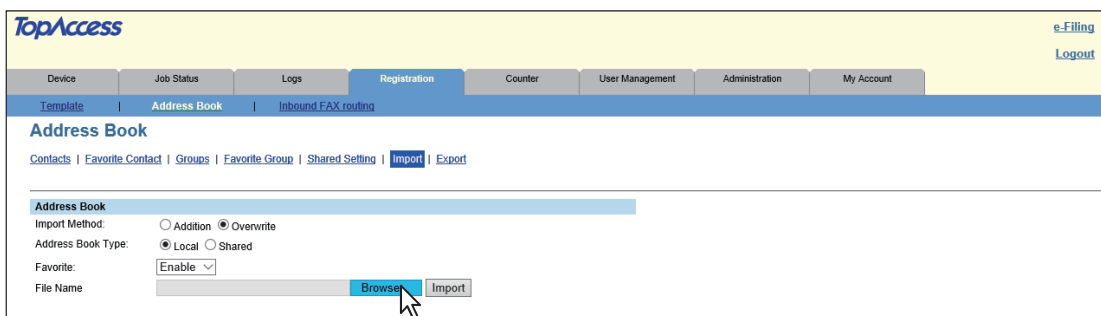 TopAccess
e-Filing
Logout
Device Job Status Logs Registration Counter User Management Administration My Account
Template | Address Book | Inbound FAX routing
Address Book
Contacts | Favorite Contact | Groups | Favorite Group | Shared Setting | Import | Export
Address Book
Import Method: Addition Overwrite
Address Book Type: Local Shared
Favorite: Enable
File Name Browse Import